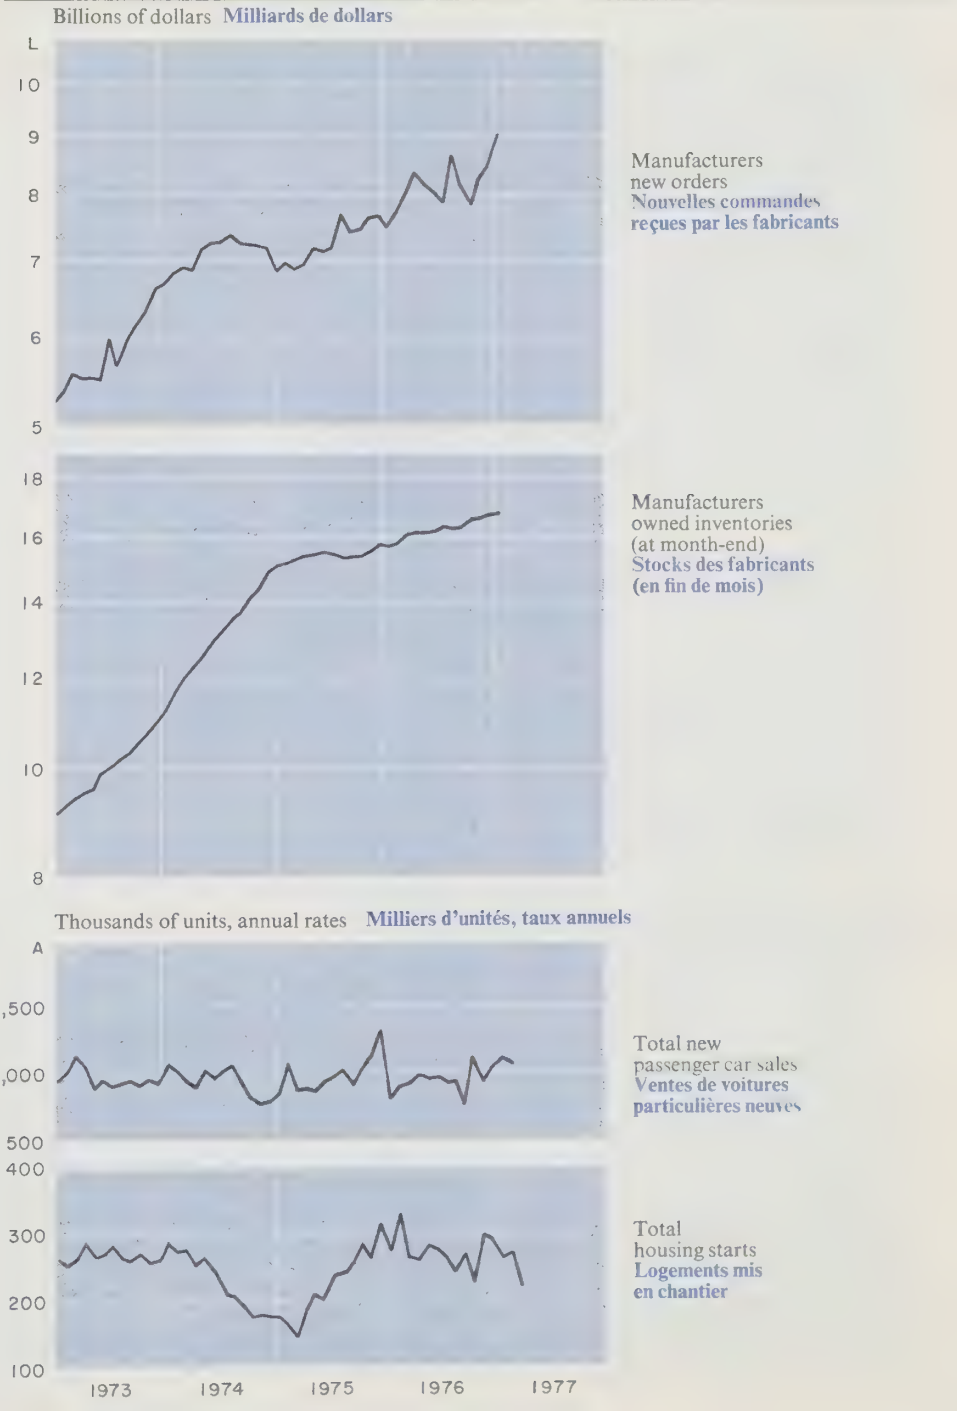 Billions of dollars Milliards de dollars
L
10
9
8
7
6
5
Manufacturers
new orders
Nouvelles commandes
reçues par les fabricants
18
16
14
12
10
8
Manufacturers
owned inventories
(at month-end)
Stocks des fabricants
(en fin de mois)
Thousands of units, annual rates Milliers d'unités, taux annuels
A
,500
,000
500
Total new
passenger car sales
Ventes de voitures
particulières neuves
400
300
200
100
Total
housing starts
Logements mis
en chantier
1973 1974 1975 1976 1977